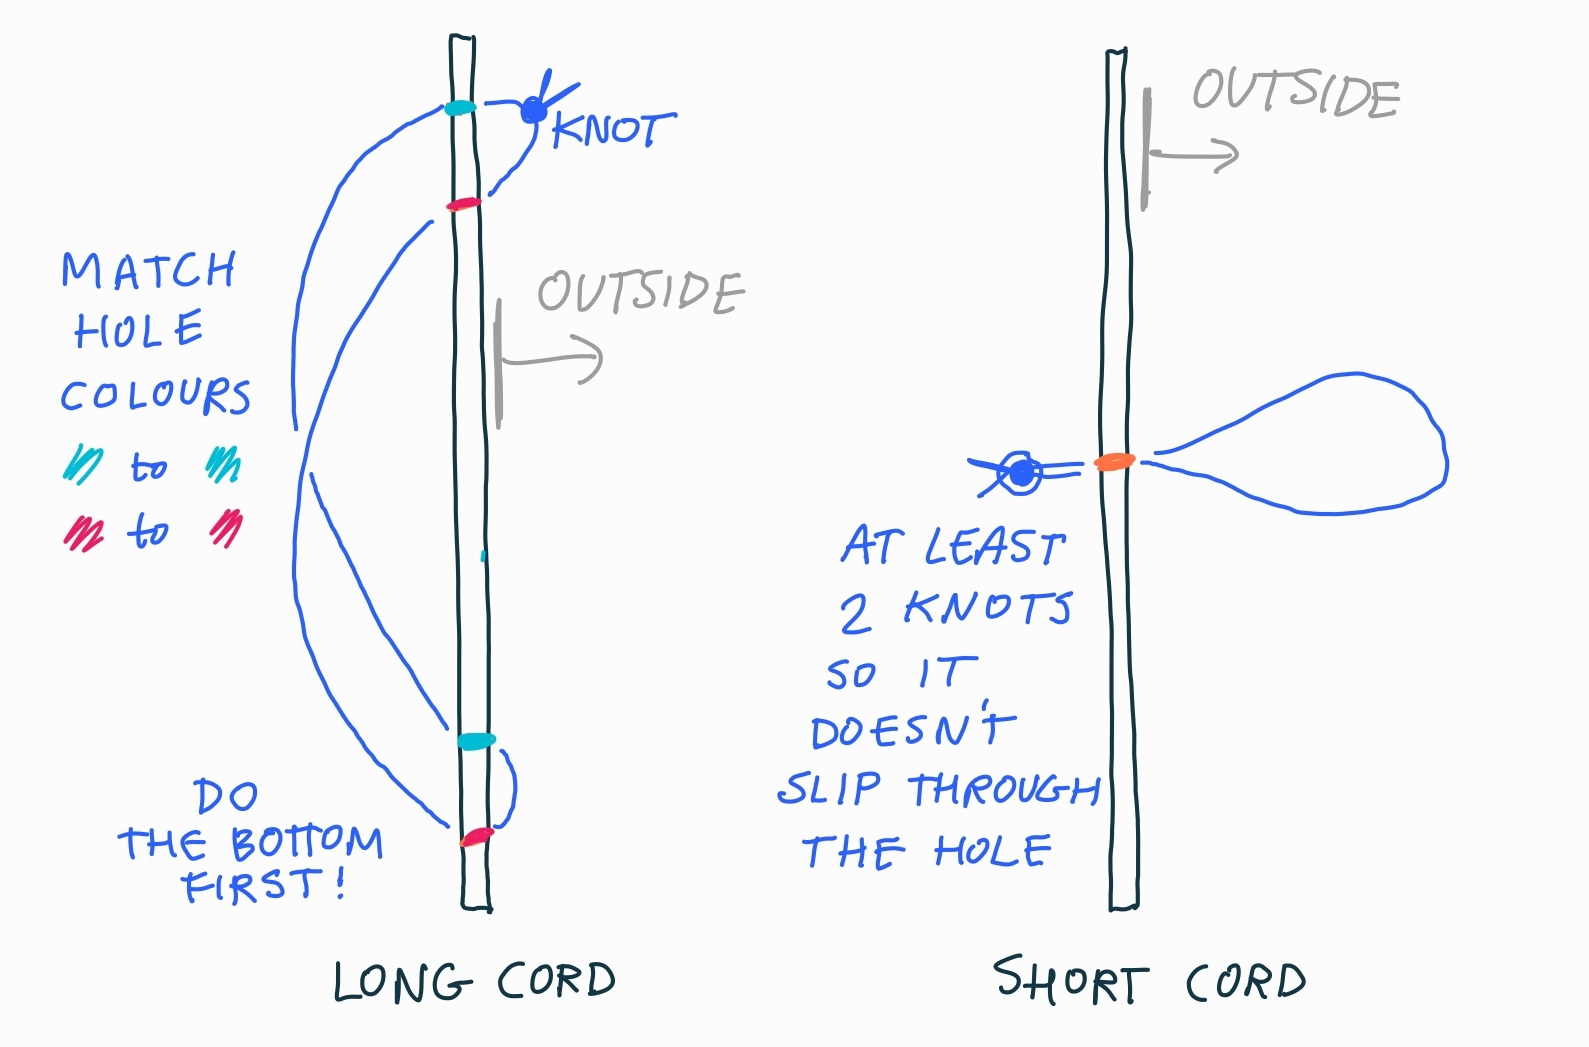 KNOT
OUTSIDE
MATCH
HOLE
COLOURS
to
to
DO
THE BOTTOM
FIRST!
LONG CORD
OUTSIDE
AT LEAST
2 KNOTS
SO IT
DOESN'T
SLIP THROUGH
THE HOLE
SHORT CORD